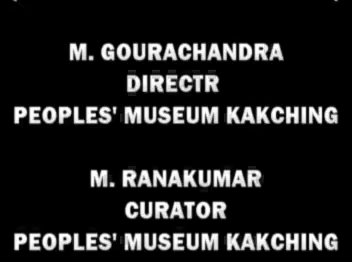 M. GOURACHANDRA
DIRECTR
PEOPLES' MUSEUM KAKCHING
M. RANAKUMAR
CURATOR
PEOPLES' MUSEUM KAKCHING